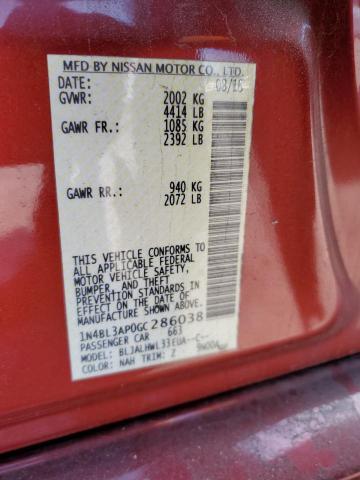 MFD BY NISSAN MOTOR CO., LTD.
DATE: 03/16
GVWR: 2002 KG
4414 LB
GAWR FR.: 1085 KG
2392 LB
GAWR RR.: 940 KG
2072 LB
THIS VEHICLE CONFORMS TO
ALL APPLICABLE FEDERAL
MOTOR VEHICLE SAFETY,
BUMPER, AND THEFT
PREVENTION STANDARDS IN
EFFECT ON THE DATE OF
MANUFACTURE SHOWN ABOVE.
1N4BL3AP0GC286038
PASSENGER CAR 663
MODEL: BLJALHWL33EUA--C--
COLOR: NAH TRIM: Z